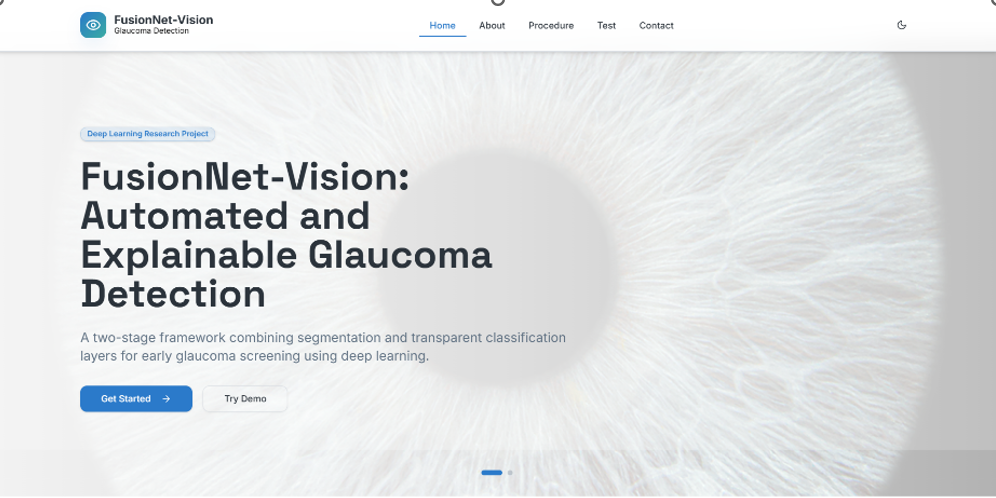 FusionNet-Vision
Glaucoma Detection
Home
About
Procedure
Test
Contact
Deep Learning Research Project
FusionNet-Vision:
Automated and
Explainable Glaucoma
Detection
A two-stage framework combining segmentation and transparent classification
layers for early glaucoma screening using deep learning.
Get Started →
Try Demo